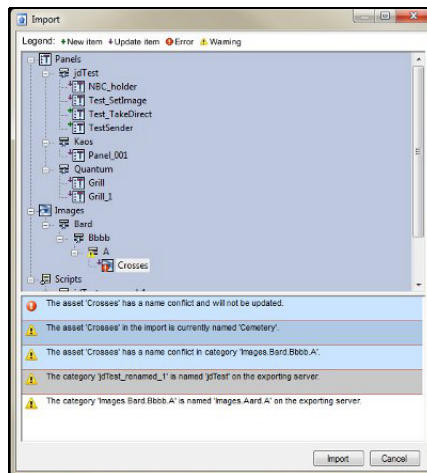 Import
Legend: New item Update item Error Warning
Panels
jdTest
NBC_holder
Test_SetImage
Test_TakeDirect
TestSender
Kaos
Panel_001
Quantum
Grill
Grill_1
Images
Bard
Bbbb
A
Crosses
Scripts
The asset 'Crosses' has a name conflict and will not be updated.
The asset 'Crosses' in the import is currently named 'Cemetery'.
The asset 'Crosses' has a name conflict in category 'Images.Bard.Bbbb.A'.
The category 'jdTest_renamed_1' is named 'jdTest' on the exporting server.
The category 'Images.Bard.Bbbb.A' is named 'Images.Aard.A' on the exporting server.
Import Cancel